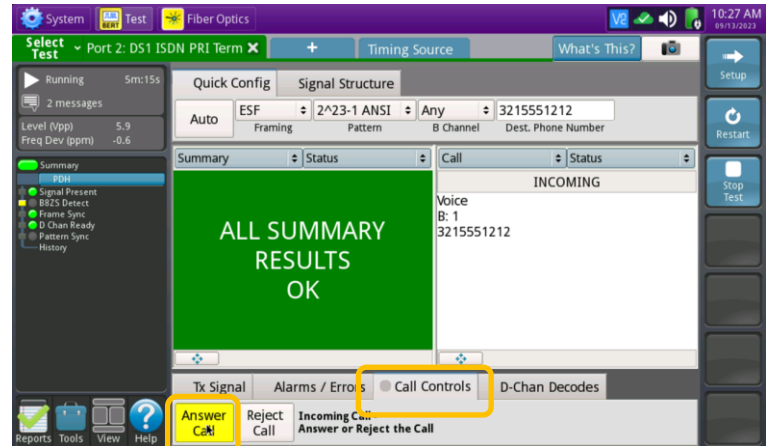 System Test Fiber Optics V2 10:27 AM
09/13/2023
Select Test Port 2: DS1 ISDN PRI Term + Timing Source What's This?
Running 5m:15s
2 messages
Level (Vpp) 5.9
Freq Dev (ppm) -0.6
Summary
PDH
Signal Present
B8ZS Detect
Frame Sync
D Chan Ready
Pattern Sync
History
Quick Config Signal Structure
Auto
ESF 2^23-1 ANSI Any 3215551212
Framing Pattern B Channel Dest. Phone Number
Summary Status Call Status
ALL SUMMARY
RESULTS
OK
INCOMING
Voice
B: 1
3215551212
Tx Signal Alarms / Errors Call Controls D-Chan Decodes
Answer Call
Reject Call
Incoming Call
Answer or Reject the Call
Setup
Restart
Stop Test
Reports Tools View Help